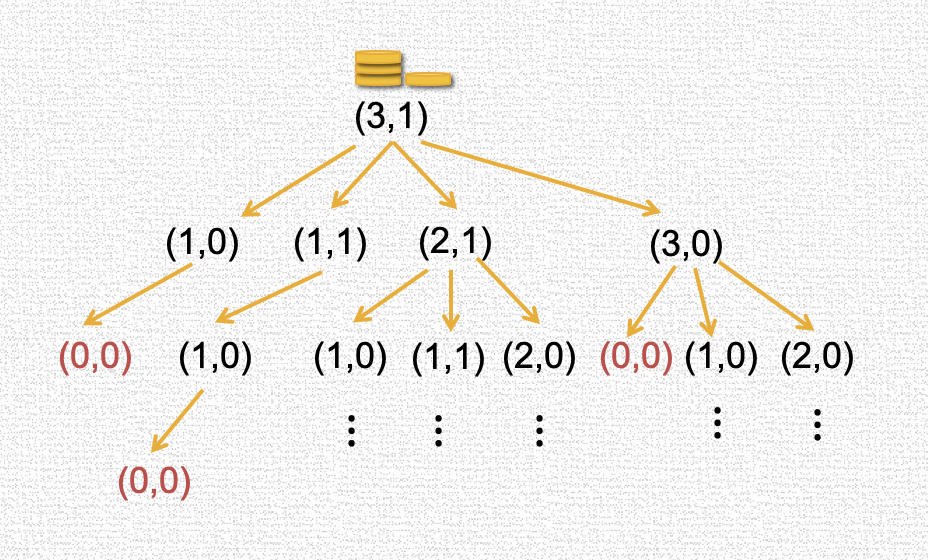 (3,1)
(1,0) (1,1) (2,1) (3,0)
(0,0) (1,0) (1,0) (1,1) (2,0) (0,0) (1,0) (2,0)
(0,0)